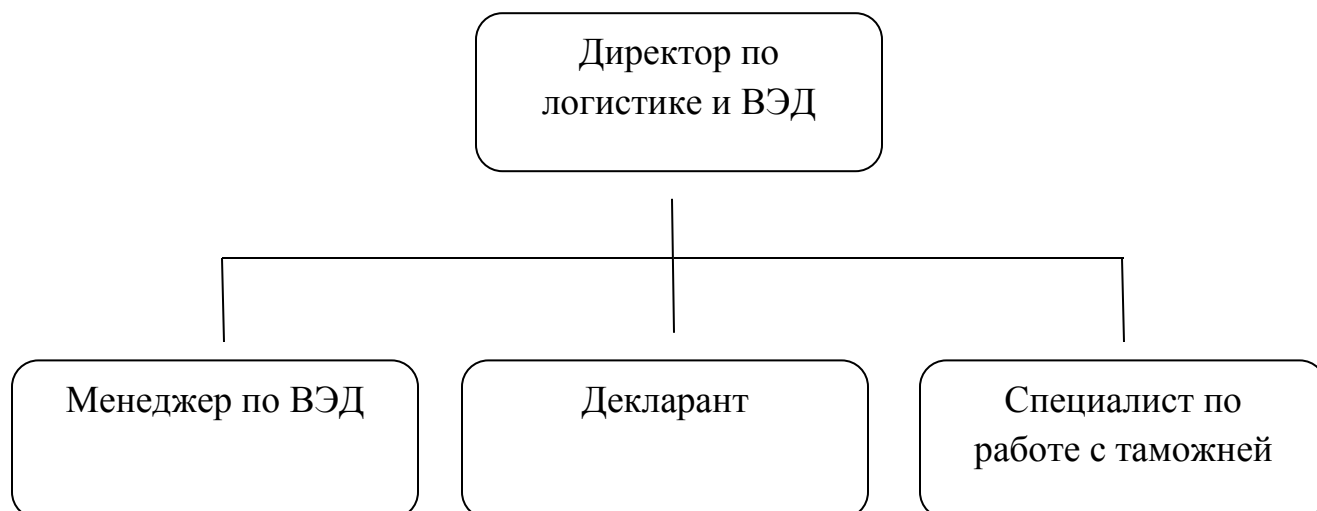 Директор по
логистике и ВЭД
Менеджер по ВЭД
Декларант
Специалист по
работе с таможней